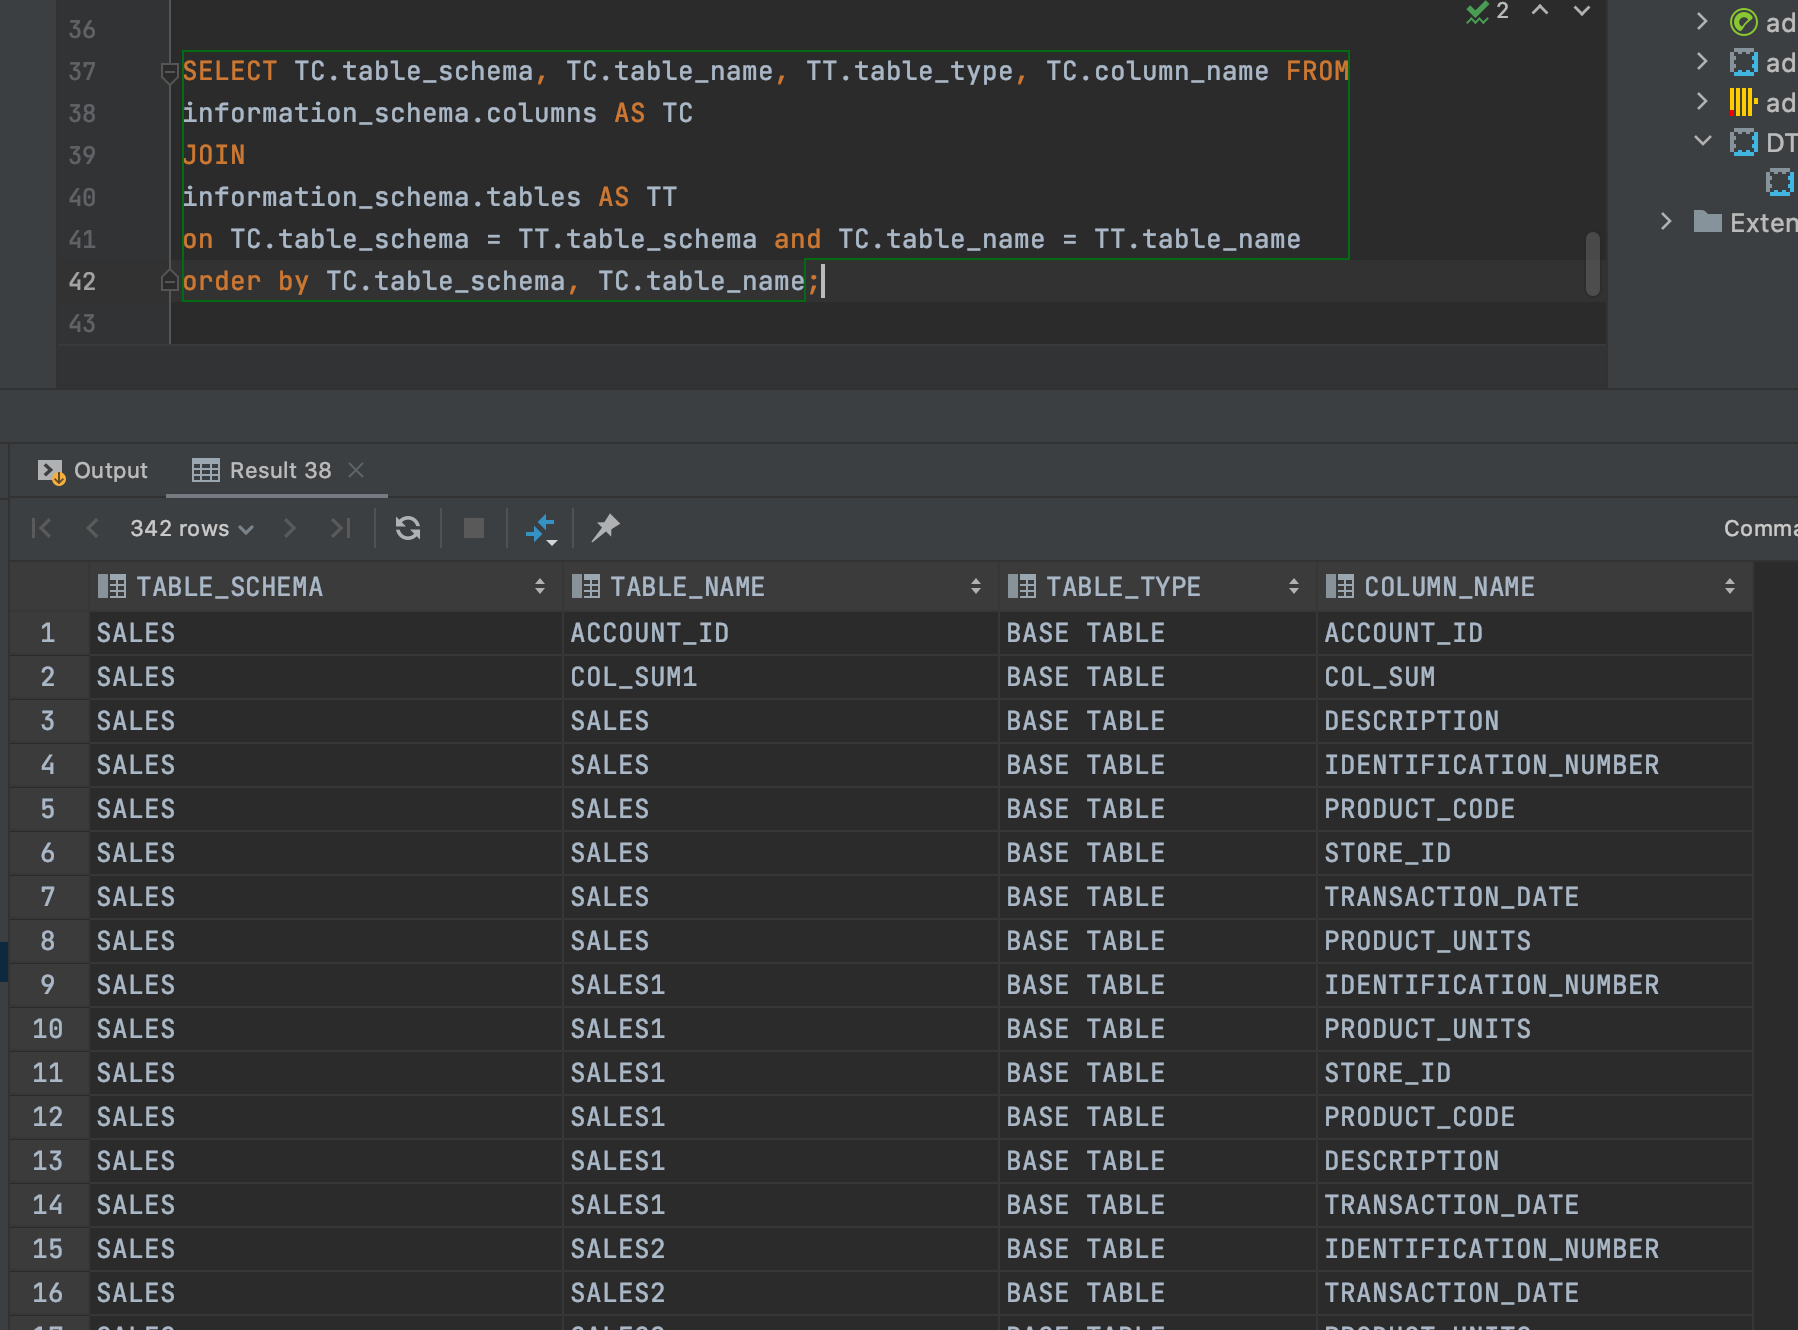 2
36
37 SELECT TC.table_schema, TC.table_name, TT.table_type, TC.column_name FROM
38 information_schema.columns AS TC
39 JOIN
40 information_schema.tables AS TT
41 on TC.table_schema = TT.table_schema and TC.table_name = TT.table_name
42 order by TC.table_schema, TC.table_name;
43
ad
ad
ad
DT
Exten
Output Result 38
342 rows Comma
TABLE_SCHEMA TABLE_NAME TABLE_TYPE COLUMN_NAME
1 SALES ACCOUNT_ID BASE TABLE ACCOUNT_ID
2 SALES COL_SUM1 BASE TABLE COL_SUM
3 SALES SALES BASE TABLE DESCRIPTION
4 SALES SALES BASE TABLE IDENTIFICATION_NUMBER
5 SALES SALES BASE TABLE PRODUCT_CODE
6 SALES SALES BASE TABLE STORE_ID
7 SALES SALES BASE TABLE TRANSACTION_DATE
8 SALES SALES BASE TABLE PRODUCT_UNITS
9 SALES SALES1 BASE TABLE IDENTIFICATION_NUMBER
10 SALES SALES1 BASE TABLE PRODUCT_UNITS
11 SALES SALES1 BASE TABLE STORE_ID
12 SALES SALES1 BASE TABLE PRODUCT_CODE
13 SALES SALES1 BASE TABLE DESCRIPTION
14 SALES SALES1 BASE TABLE TRANSACTION_DATE
15 SALES SALES2 BASE TABLE IDENTIFICATION_NUMBER
16 SALES SALES2 BASE TABLE TRANSACTION_DATE